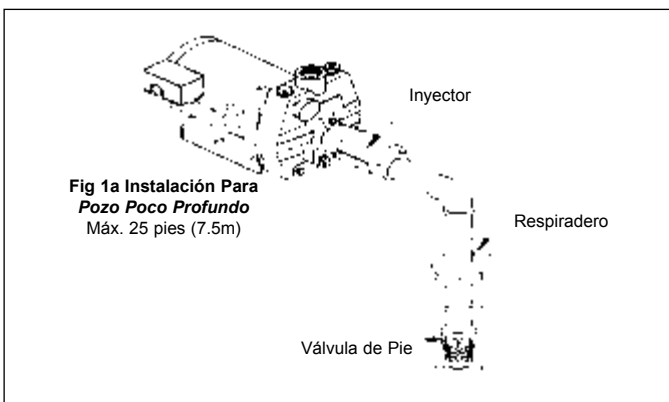 Inyector
Fig 1a Instalación Para
Pozo Poco Profundo
Máx. 25 pies (7.5m)
Respiradero
Válvula de Pie